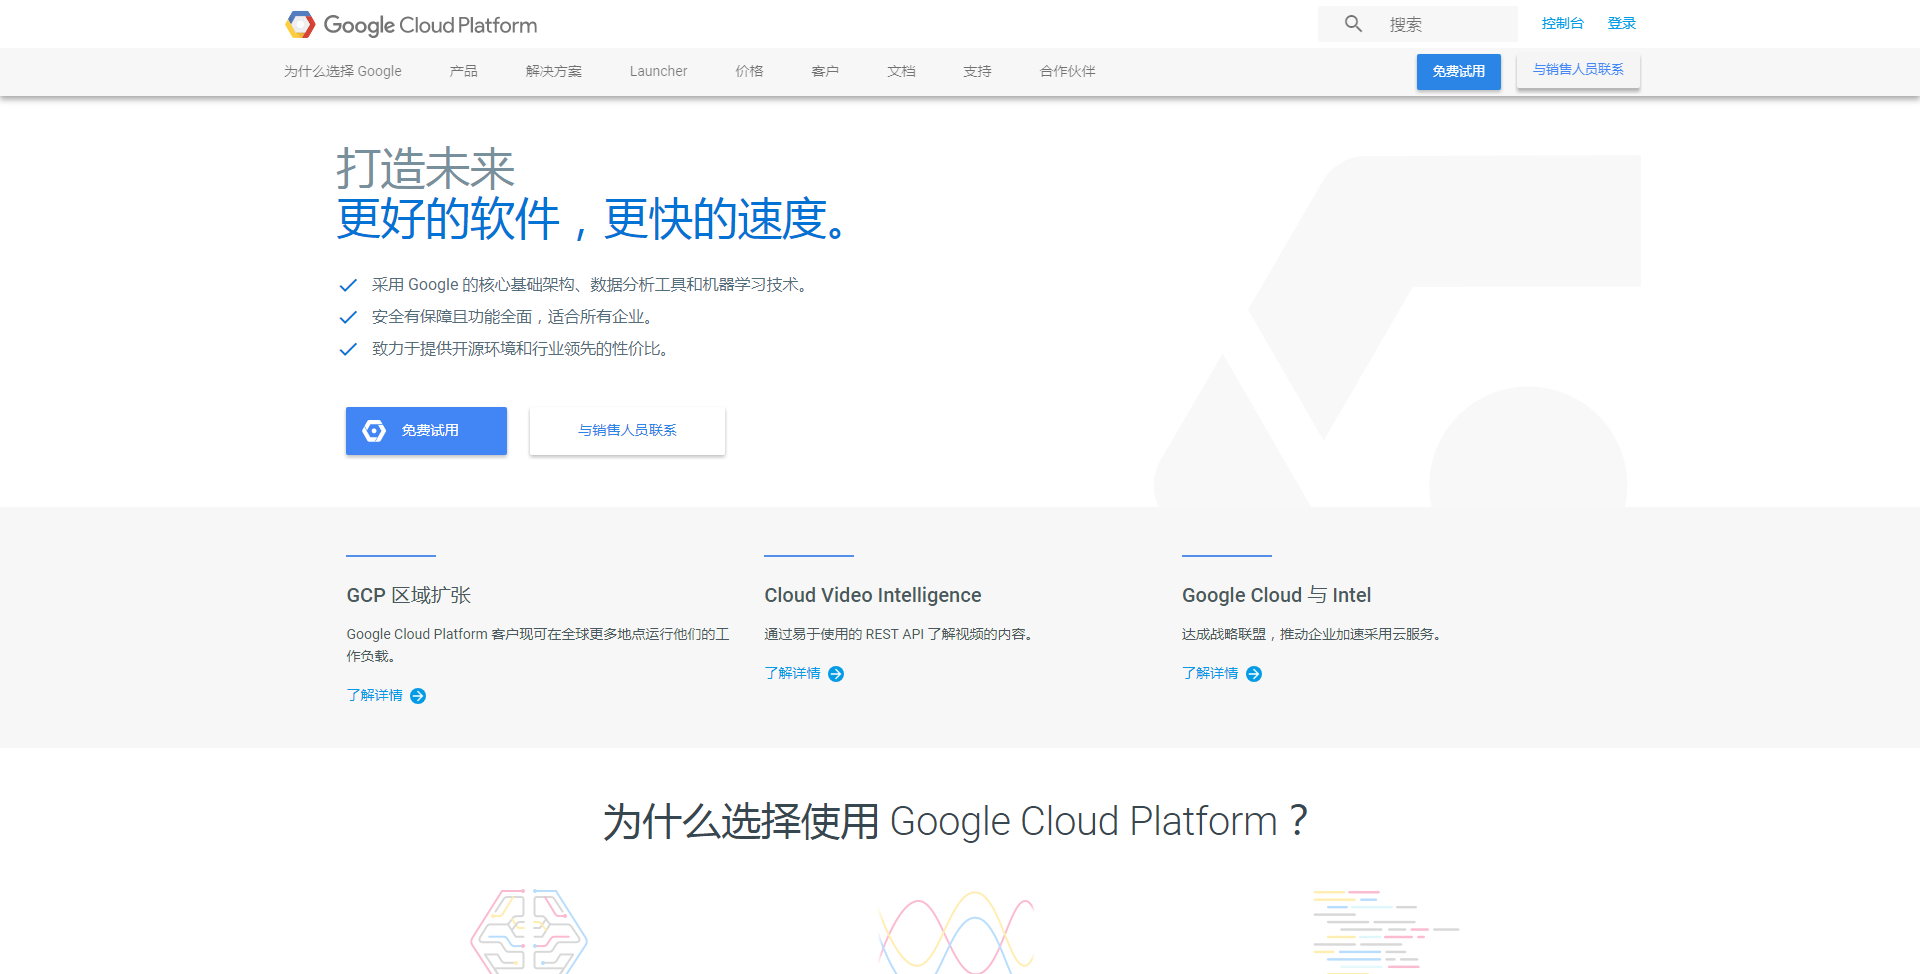 Google Cloud Platform
搜索
控制台
登录
为什么选择 Google
产品
解决方案
Launcher
价格
客户
文档
支持
合作伙伴
免费试用
与销售人员联系
打造未来
更好的软件，更快的速度。
采用 Google 的核心基础架构、数据分析工具和机器学习技术。
安全有保障且功能全面，适合所有企业。
致力于提供开源环境和行业领先的性价比。
免费试用
与销售人员联系
GCP 区域扩张
Google Cloud Platform 客户现可在全球更多地点运行他们的工
作负载。
了解详情
Cloud Video Intelligence
通过易于使用的 REST API 了解视频的内容。
了解详情
Google Cloud 与 Intel
达成战略联盟，推动企业加速采用云服务。
了解详情
为什么选择使用 Google Cloud Platform？